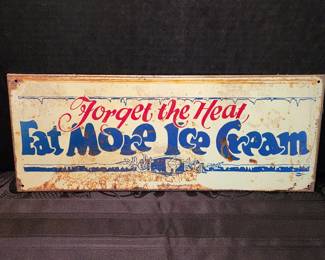 Forget the Heat
Eat More Ice Cream